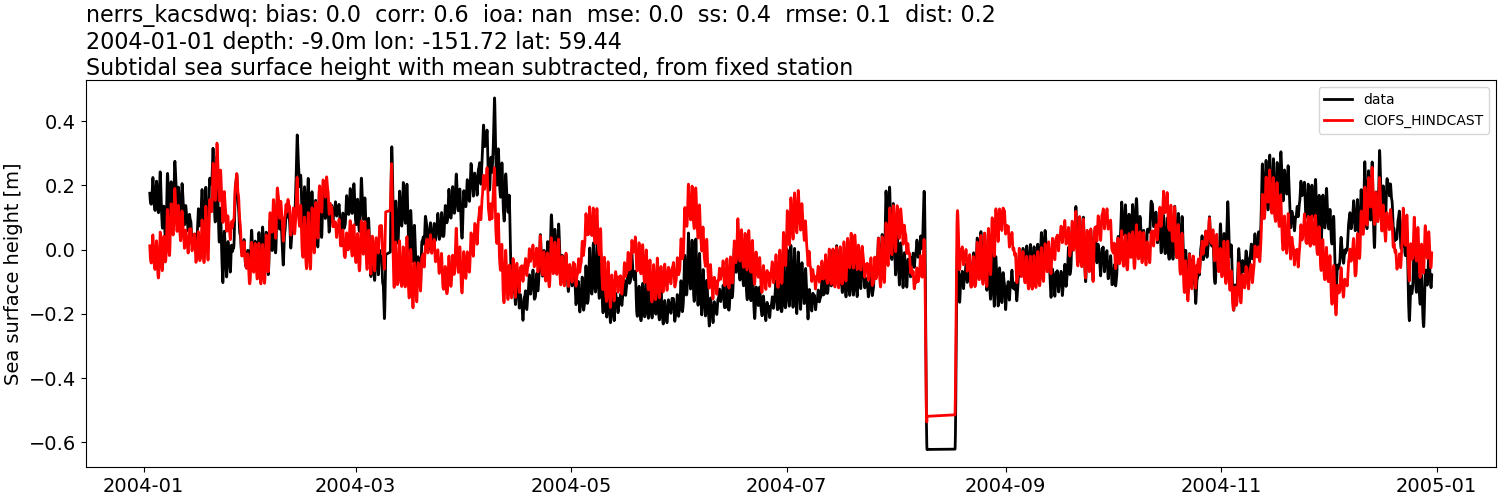 nerrs_kacsdwq: bias: 0.0  corr: 0.6  ioa: nan  mse: 0.0  ss: 0.4  rmse: 0.1  dist: 0.2
2004-01-01 depth: -9.0m lon: -151.72 lat: 59.44
Subtidal sea surface height with mean subtracted, from fixed station
data
CIOFS_HINDCAST
Sea surface height [m]
0.4
0.2
0.0
−0.2
−0.4
−0.6
2004-01
2004-03
2004-05
2004-07
2004-09
2004-11
2005-01